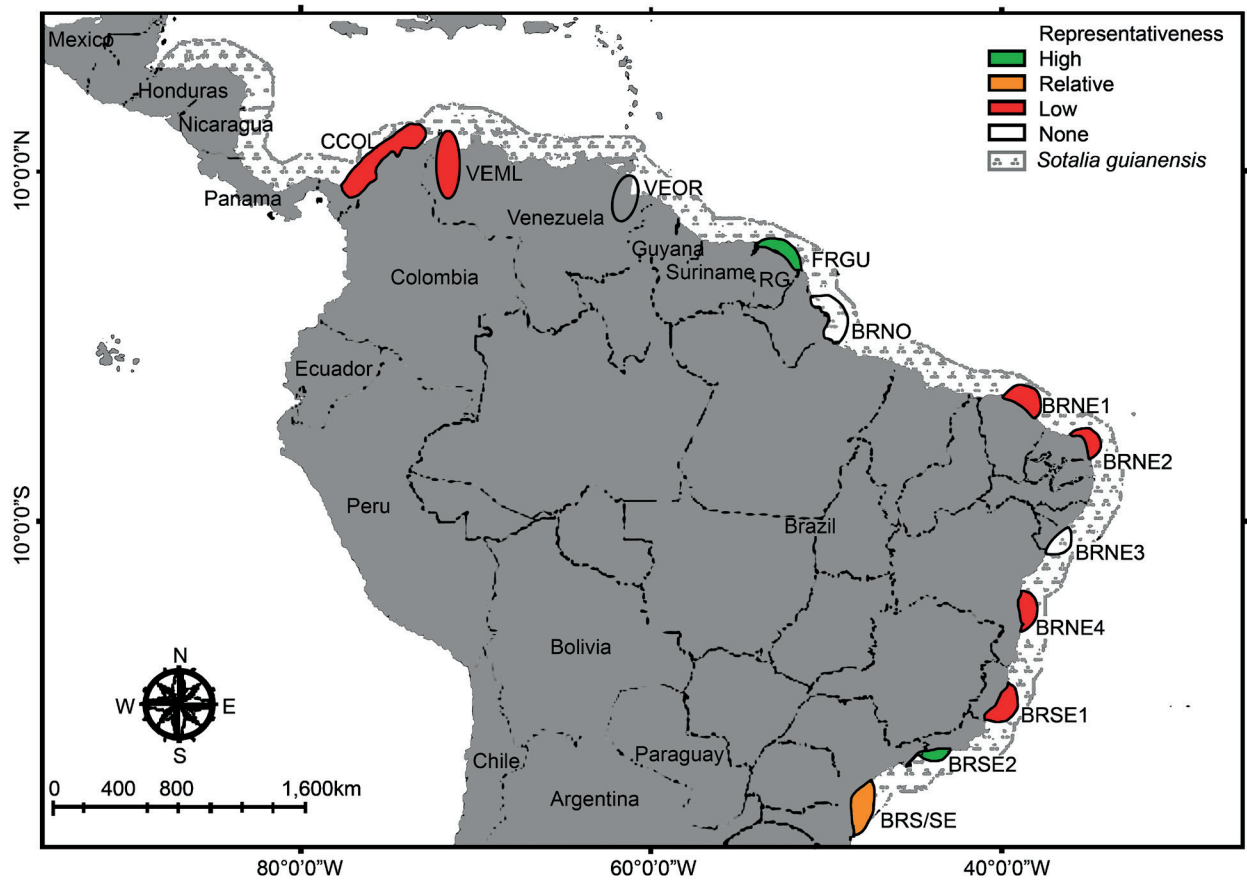 Mexico
Honduras
Nicaragua
Panama
CCOL
VEML
VEOR
Venezuela
Guyana
Suriname
RG
FRGU
BRNO
Colombia
Ecuador
Peru
Brazil
BRNE1
BRNE2
BRNE3
BRNE4
Bolivia
BRSE1
BRSE2
Paraguay
Chile
Argentina
BRS/SE
Representativeness
High
Relative
Low
None
Sotalia guianensis
N
W E
S
0 400 800 1,600km
10°0'0"N
10°0'0"S
80°0'0"W 60°0'0"W 40°0'0"W